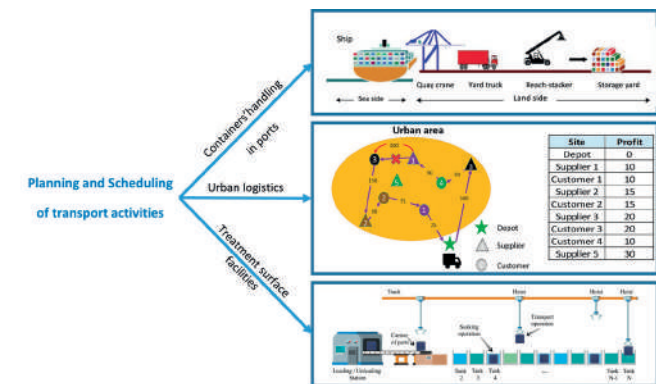 Planning and Scheduling
of transport activities
Containers'handling
in ports
Urban logistics
Treatment surface
facilities
Ship
Quay crane
Yard truck
Reach-stacker
Storage yard
Sea side
Land side
Urban area
Depot
Supplier
Customer
Site Profit
Depot 0
Supplier 1 10
Customer 1 10
Supplier 2 15
Customer 2 15
Supplier 3 20
Customer 3 20
Customer 4 10
Supplier 5 30
Track
Hoist
Hoist
Transport
operation
Soaking operation
Carrier
of parts
Loading / Unloading
Station
Tank
2
Tank
3
Tank
4
Tank
N-1
Tank
N